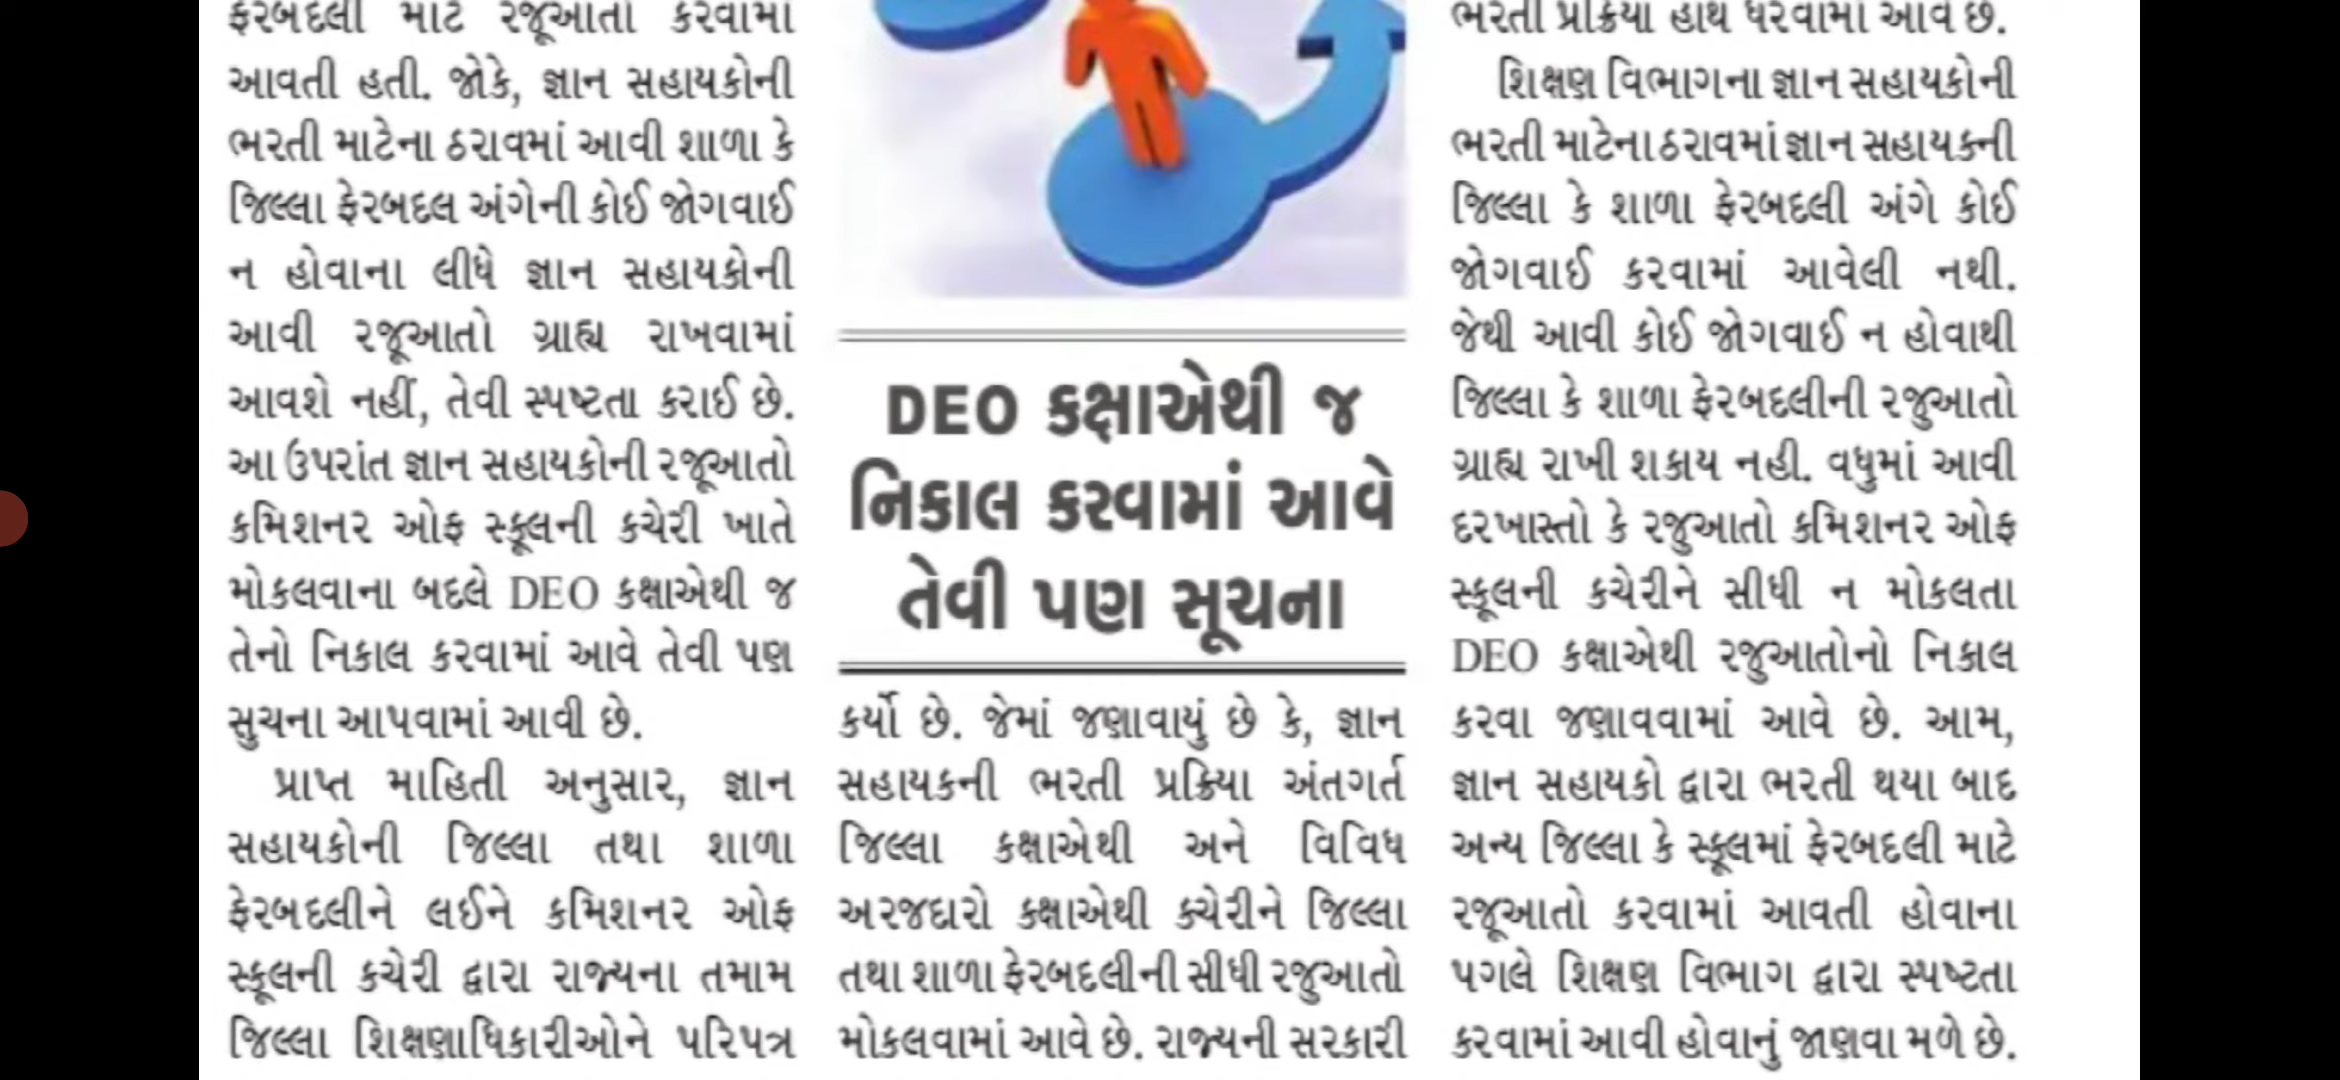 ફેરબદલી માટે રજૂઆતો કરવામાં
આવતી હતી. જોકે, જ્ઞાન સહાયકોની
ભરતી માટેના ઠરાવમાં આવી શાળા કે
જિલ્લા ફેરબદલ અંગેની કોઈ જોગવાઈ
ન હોવાના લીધે જ્ઞાન સહાયકોની
આવી રજૂઆતો ગ્રાહ્ય રાખવામાં
આવશે નહીં, તેવી સ્પષ્ટતા કરાઈ છે.
આ ઉપરાંત જ્ઞાન સહાયકોની રજૂઆતો
કમિશનર ઓફ સ્કૂલની કચેરી ખાતે
મોકલવાના બદલે DEO કક્ષાએથી જ
તેનો નિકાલ કરવામાં આવે તેવી પણ
સુચના આપવામાં આવી છે.
પ્રાપ્ત માહિતી અનુસાર, જ્ઞાન
સહાયકોની જિલ્લા તથા શાળા
ફેરબદલીને લઈને કમિશનર ઓફ
સ્કૂલની કચેરી દ્વારા રાજ્યના તમામ
જિલ્લા શિક્ષણાધિકારીઓને પરિપત્ર
DEO કક્ષાએથી જ
નિકાલ કરવામાં આવે
તેવી પણ સૂચના
કર્યો છે. જેમાં જણાવાયું છે કે, જ્ઞાન
સહાયકની ભરતી પ્રક્રિયા અંતગર્ત
જિલ્લા કક્ષાએથી અને વિવિધ
અરજદારો કક્ષાએથી ક્ચેરીને જિલ્લા
તથા શાળા ફેરબદલીની સીધી રજુઆતો
મોકલવામાં આવે છે. રાજ્યની સરકારી
ભરતી પ્રક્રિયા હાથ ધરવામાં આવે છે.
શિક્ષણ વિભાગના જ્ઞાન સહાયકોની
ભરતી માટેના ઠરાવમાં જ્ઞાન સહાયકની
જિલ્લા કે શાળા ફેરબદલી અંગે કોઈ
જોગવાઈ કરવામાં આવેલી નથી.
જેથી આવી કોઈ જોગવાઈ ન હોવાથી
જિલ્લા કે શાળા ફેરબદલીની રજુઆતો
ગ્રાહ્ય રાખી શકાય નહી. વધુમાં આવી
દરખાસ્તો કે રજુઆતો કમિશનર ઓફ
સ્કૂલની કચેરીને સીધી ન મોકલતા
DEO કક્ષાએથી રજુઆતોનો નિકાલ
કરવા જણાવવામાં આવે છે. આમ,
જ્ઞાન સહાયકો દ્વારા ભરતી થયા બાદ
અન્ય જિલ્લા કે સ્કૂલમાં ફેરબદલી માટે
રજૂઆતો કરવામાં આવતી હોવાના
પગલે શિક્ષણ વિભાગ દ્વારા સ્પષ્ટતા
કરવામાં આવી હોવાનું જાણવા મળે છે.